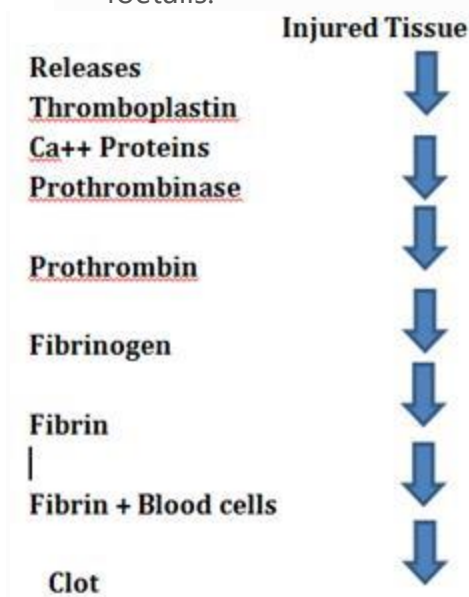 Injured Tissue
Releases
Thromboplastin
Ca++ Proteins
Prothrombinase
Prothrombin
Fibrinogen
Fibrin
Fibrin + Blood cells
Clot